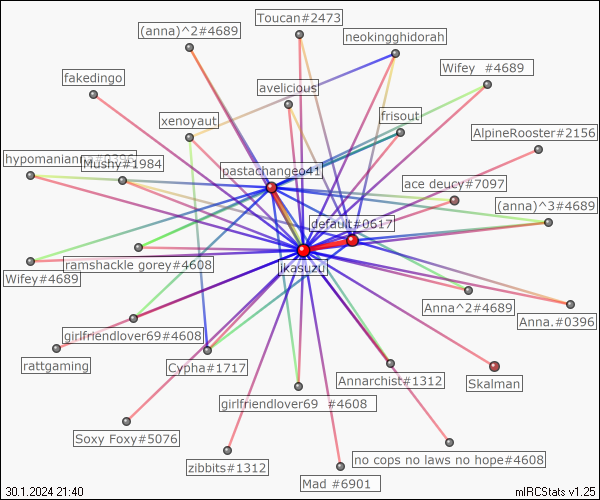 Toucan#2473
(anna)^2#4689
neokingghidorah
Wifey #4689
fakedingo
avelicious
xenoyaut
frisout
AlpineRooster#2156
hypomanianna#0396
Mushy#1984
pastachangeo41
ace deucy#7097
(anna)^3#4689
default#0617
ikasuzu
ramshackle gorey#4608
Wifey#4689
Anna^2#4689
Anna.#0396
girlfriendlover69#4608
rattgaming
Cypha#1717
Annarchist#1312
Skalman
girlfriendlover69 #4608
Soxy Foxy#5076
zibbits#1312
no cops no laws no hope#4608
Mad #6901
30.1.2024 21:40
mIRCStats v1.25